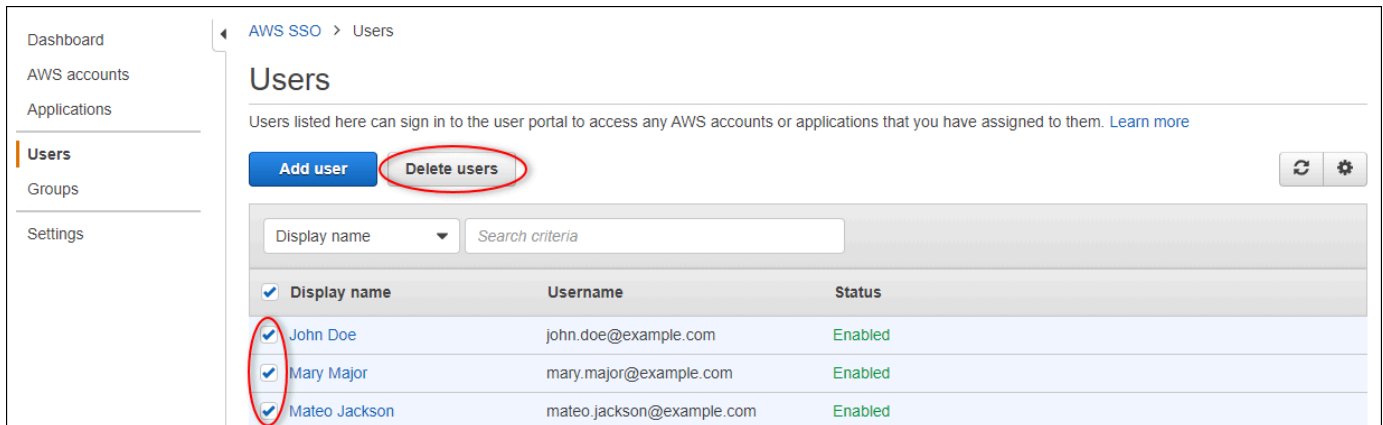 Dashboard
AWS accounts
Applications
Users
Groups
Settings
AWS SSO > Users
Users
Users listed here can sign in to the user portal to access any AWS accounts or applications that you have assigned to them. Learn more
Add user Delete users
Display name Search criteria
Display name Username Status
John Doe john.doe@example.com Enabled
Mary Major mary.major@example.com Enabled
Mateo Jackson mateo.jackson@example.com Enabled